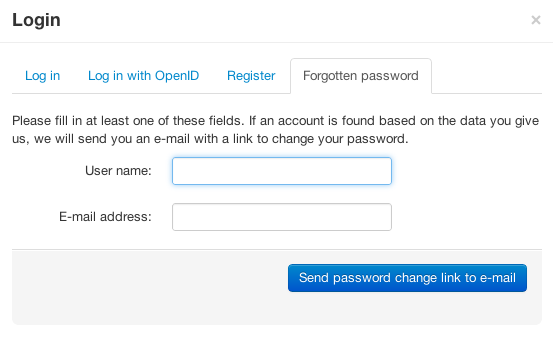 Login ×
Log in Log in with OpenID Register Forgotten password
Please fill in at least one of these fields. If an account is found based on the data you give
us, we will send you an e-mail with a link to change your password.
User name:
E-mail address:
Send password change link to e-mail